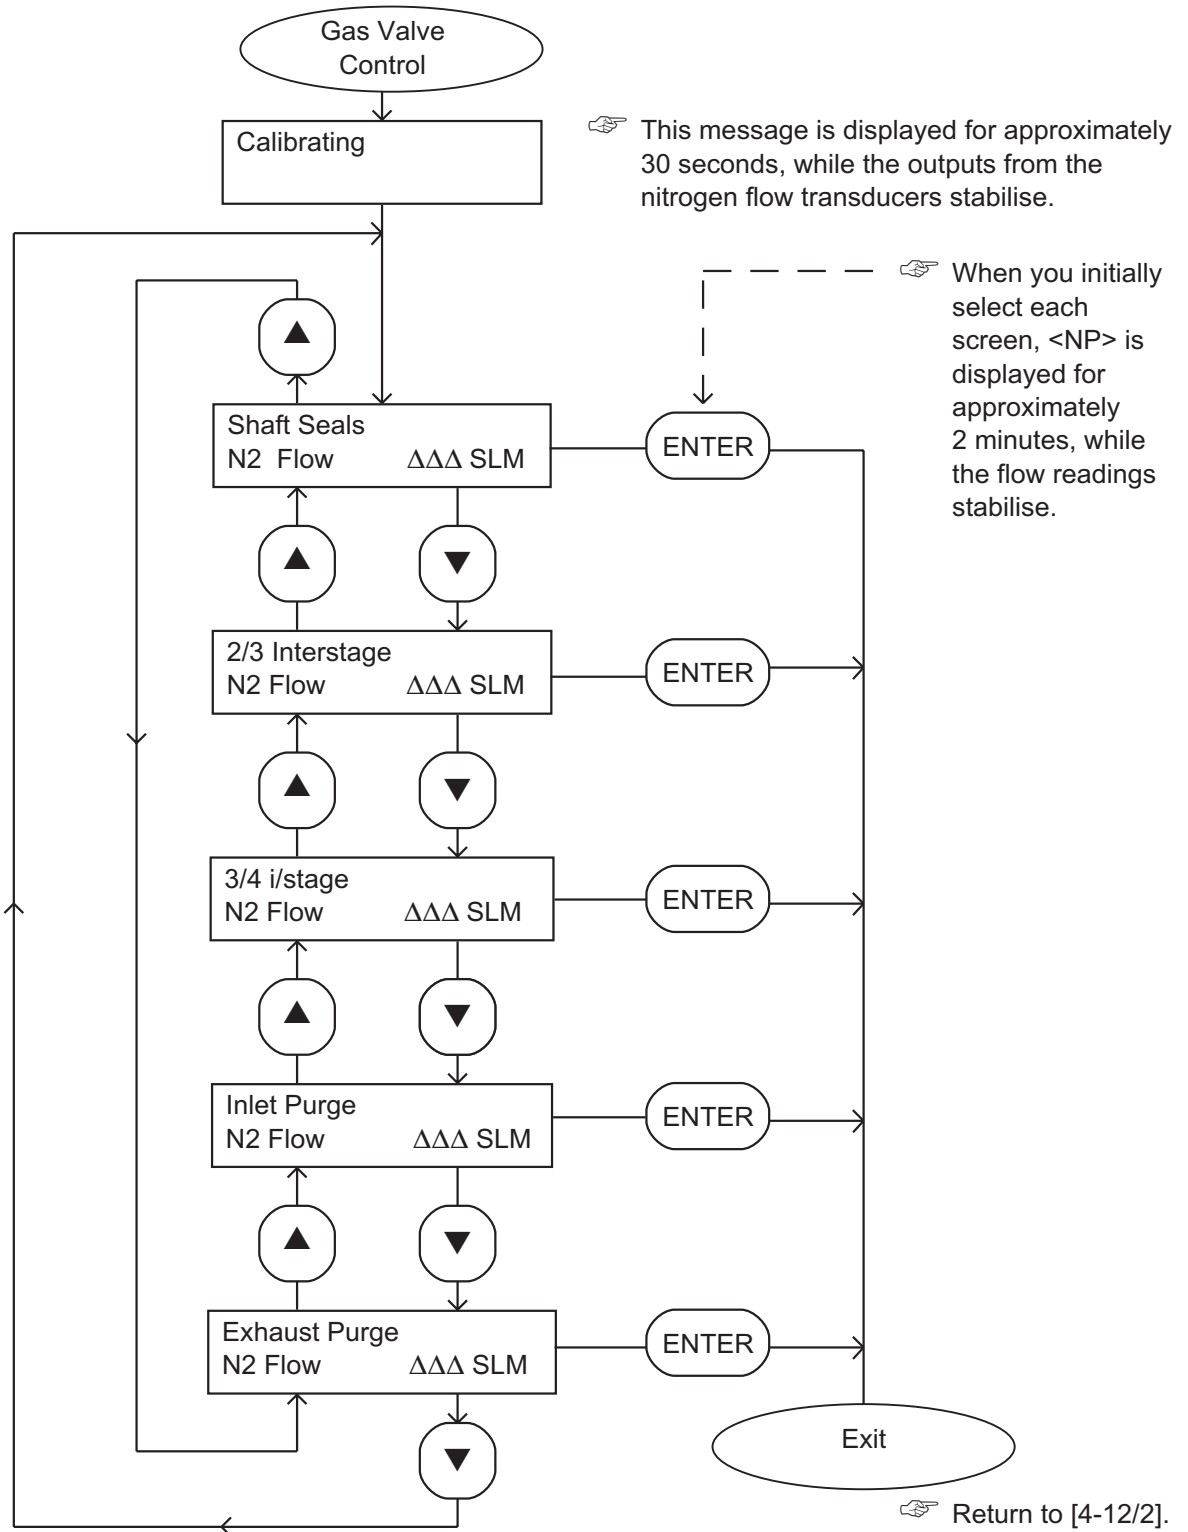 Gas Valve
Control
Calibrating
☞ This message is displayed for approximately
30 seconds, while the outputs from the
nitrogen flow transducers stabilise.
☞ When you initially
select each
screen, <NP> is
displayed for
approximately
2 minutes, while
the flow readings
stabilise.
▲
Shaft Seals
N2 Flow ΔΔΔ SLM
ENTER
▲
▼
2/3 Interstage
N2 Flow ΔΔΔ SLM
ENTER
▲
▼
3/4 i/stage
N2 Flow ΔΔΔ SLM
ENTER
▲
▼
Inlet Purge
N2 Flow ΔΔΔ SLM
ENTER
▲
▼
Exhaust Purge
N2 Flow ΔΔΔ SLM
ENTER
▼
Exit
☞ Return to [4-12/2].